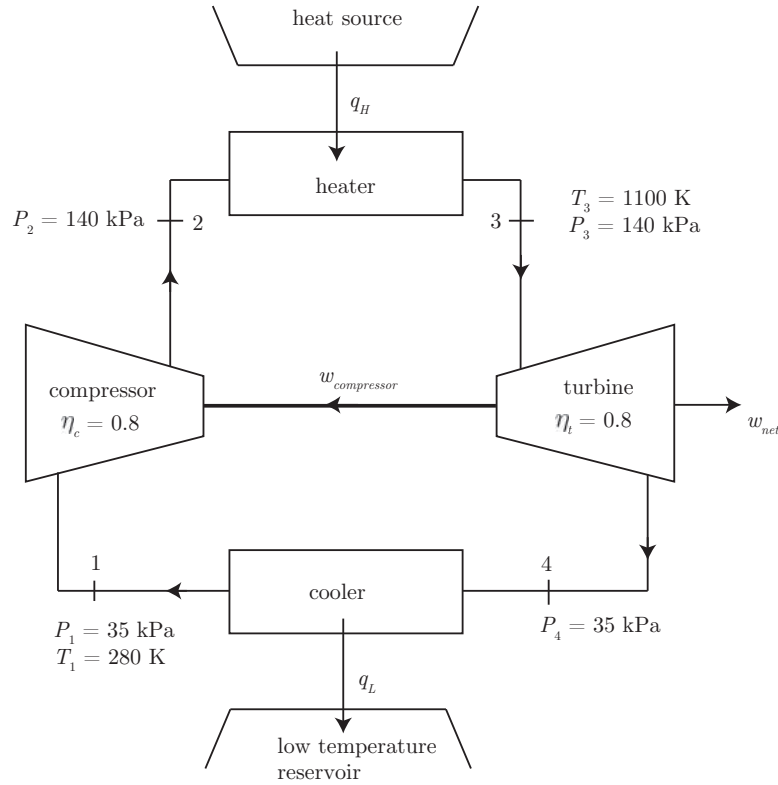 heat source
q_H
heater
T_3 = 1100 K
P_3 = 140 kPa
P_2 = 140 kPa
2
3
compressor
η_c = 0.8
w_compressor
turbine
η_t = 0.8
w_net
1
4
cooler
P_1 = 35 kPa
T_1 = 280 K
P_4 = 35 kPa
q_L
low temperature
reservoir